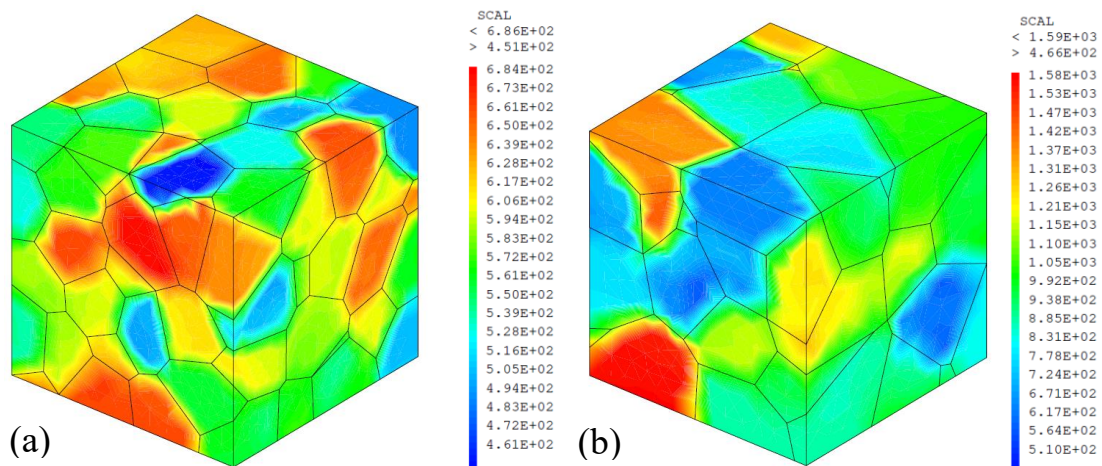 SCAL
< 6.86E+02
> 4.51E+02
6.84E+02
6.73E+02
6.61E+02
6.50E+02
6.39E+02
6.28E+02
6.17E+02
6.06E+02
5.94E+02
5.83E+02
5.72E+02
5.61E+02
5.50E+02
5.39E+02
5.28E+02
5.16E+02
5.05E+02
4.94E+02
4.83E+02
4.72E+02
4.61E+02
(a)
SCAL
< 1.59E+03
> 4.66E+02
1.58E+03
1.53E+03
1.47E+03
1.42E+03
1.37E+03
1.31E+03
1.26E+03
1.21E+03
1.15E+03
1.10E+03
1.05E+03
9.92E+02
9.38E+02
8.85E+02
8.31E+02
7.78E+02
7.24E+02
6.71E+02
6.17E+02
5.64E+02
5.10E+02
(b)